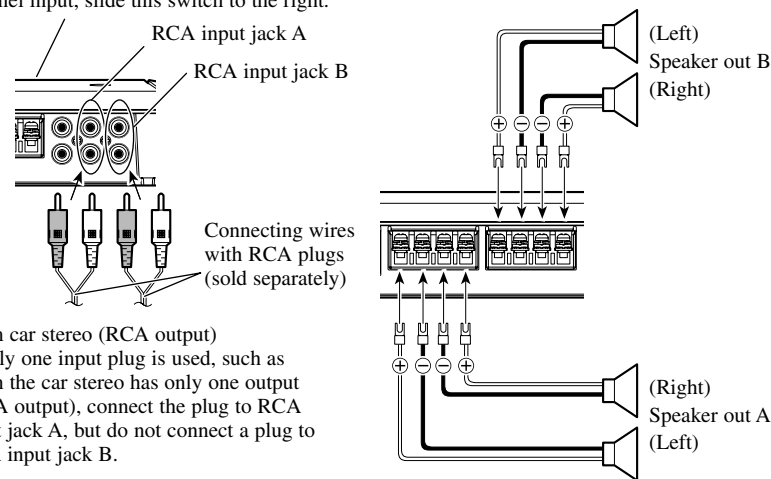 input, slide this switch to the right.
RCA input jack A
RCA input jack B
Connecting wires
with RCA plugs
(sold separately)
car stereo (RCA output)
only one input plug is used, such as
the car stereo has only one output
output), connect the plug to RCA
jack A, but do not connect a plug to
input jack B.
(Left)
Speaker out B
(Right)
+ − − +
+ − − +
(Right)
Speaker out A
(Left)